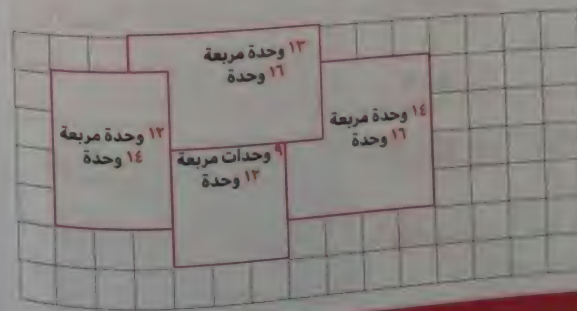 ١٣ وحدة مربعة
١٦ وحدة
١٤ وحدة مربعة
١٦ وحدة
١٢ وحدة مربعة
١٤ وحدة
٩ وحدات مربعة
١٣ وحدة